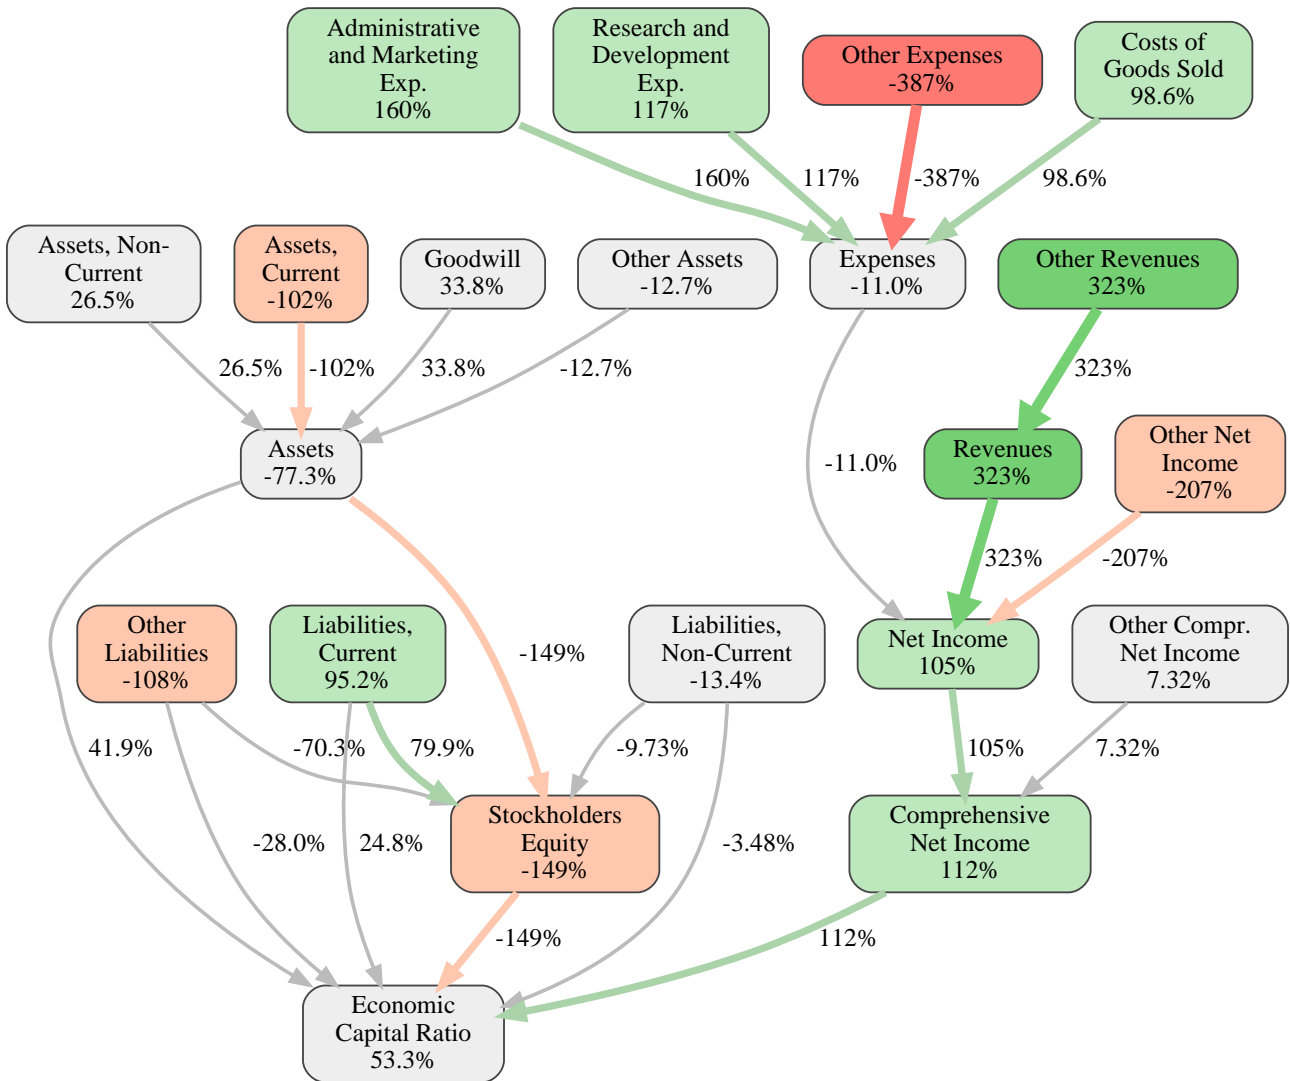 Administrative
and Marketing
Exp.
160%
Research and
Development
Exp.
117%
Other Expenses
-387%
Costs of
Goods Sold
98.6%
160%
117%
-387%
98.6%
Assets, Non-
Current
26.5%
Assets,
Current
-102%
Goodwill
33.8%
Other Assets
-12.7%
Expenses
-11.0%
Other Revenues
323%
26.5%
-102%
33.8%
-12.7%
323%
Assets
-77.3%
-11.0%
Revenues
323%
Other Net
Income
-207%
323%
-207%
Other
Liabilities
-108%
Liabilities,
Current
95.2%
-149%
Liabilities,
Non-Current
-13.4%
Net Income
105%
Other Compr.
Net Income
7.32%
41.9%
-70.3%
79.9%
-9.73%
105%
7.32%
-28.0%
24.8%
Stockholders
Equity
-149%
-3.48%
Comprehensive
Net Income
112%
-149%
112%
Economic
Capital Ratio
53.3%